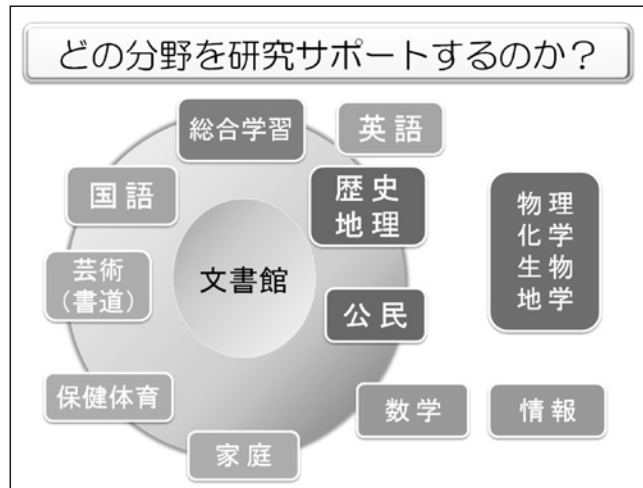 どの分野を研究サポートするのか？
総合学習
英語
国語
歴史
地理
物理
化学
生物
地学
芸術
（書道）
文書館
公民
保健体育
数学
情報
家庭